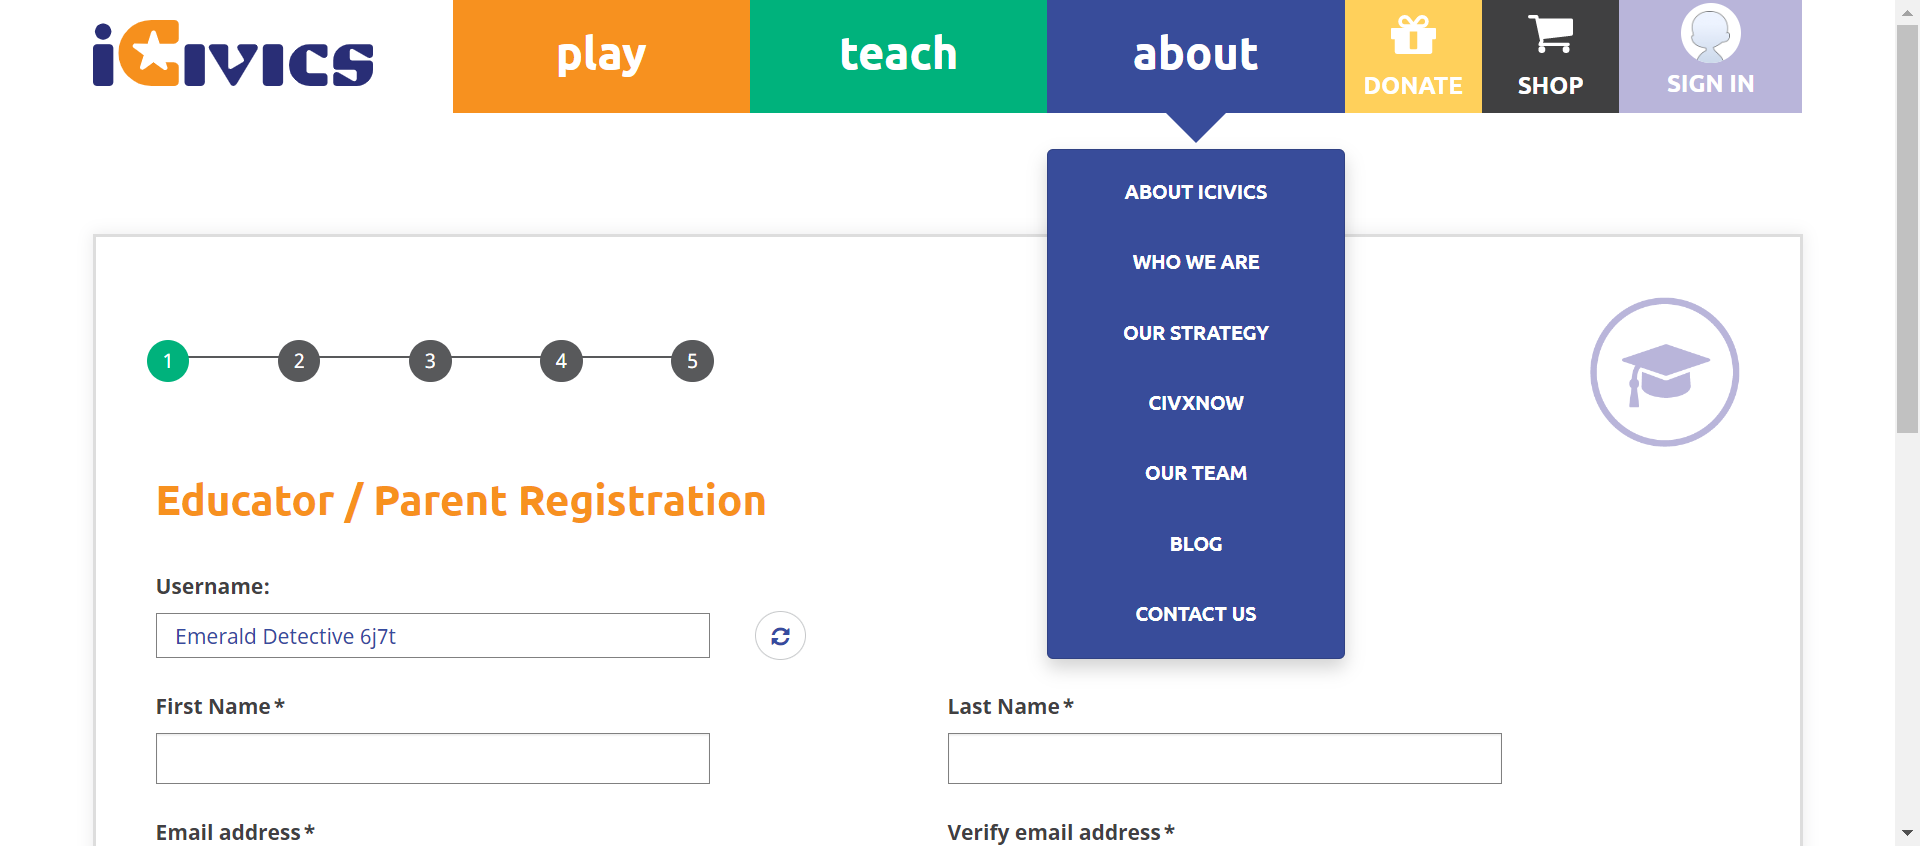 iCivics
play
teach
about
DONATE
SHOP
SIGN IN
ABOUT ICIVICS
WHO WE ARE
OUR STRATEGY
CIVXNOW
OUR TEAM
BLOG
CONTACT US
1 2 3 4 5
Educator / Parent Registration
Username:
Emerald Detective 6j7t
First Name*
Last Name*
Email address*
Verify email address*